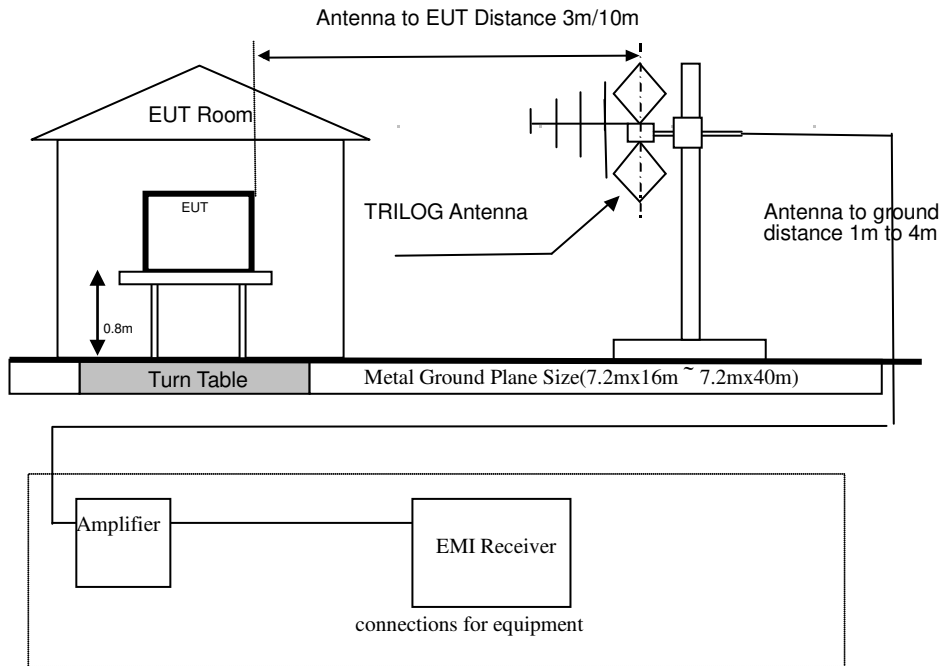 Antenna to EUT Distance 3m/10m
EUT Room
EUT
TRILOG Antenna
Antenna to ground
distance 1m to 4m
0.8m
Turn Table
Metal Ground Plane Size(7.2mx16m ~ 7.2mx40m)
Amplifier
EMI Receiver
connections for equipment